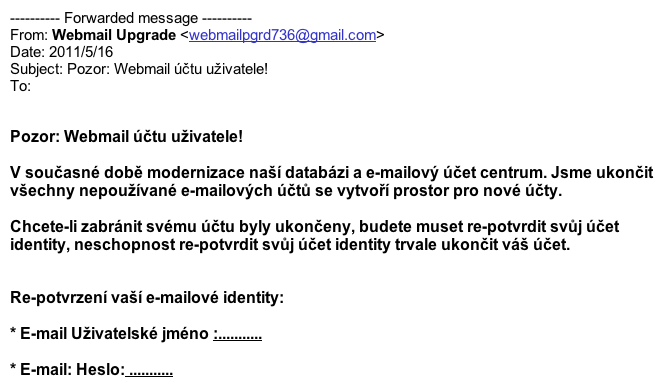 ---------- Forwarded message ----------
From: Webmail Upgrade <webmailpgrd736@gmail.com>
Date: 2011/5/16
Subject: Pozor: Webmail účtu uživatele!
To:
Pozor: Webmail účtu uživatele!
V současné době modernizace naší databázi a e-mailový účet centrum. Jsme ukončit
všechny nepoužívané e-mailových účtů se vytvoří prostor pro nové účty.
Chcete-li zabránit svému účtu byly ukončeny, budete muset re-potvrdit svůj účet
identity, neschopnost re-potvrdit svůj účet identity trvale ukončit váš účet.
Re-potvrzení vaší e-mailové identity:
* E-mail Uživatelské jméno :...........
* E-mail: Heslo: ...........